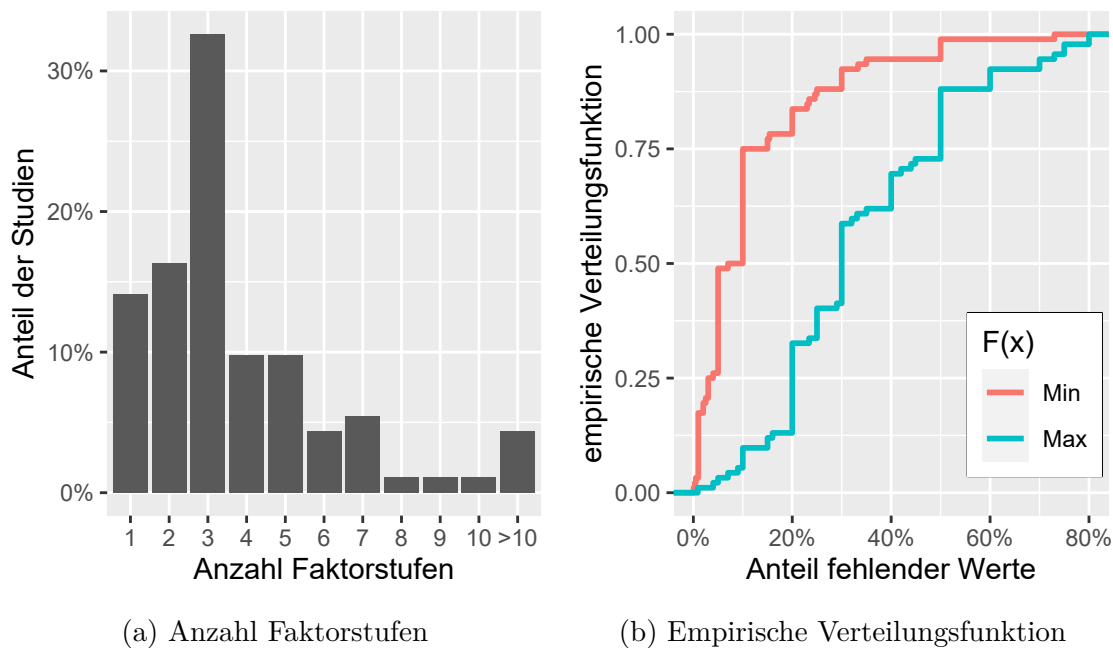 30%
20%
10%
0%
Anteil der Studien
1 2 3 4 5 6 7 8 9 10 >10
Anzahl Faktorstufen
(a) Anzahl Faktorstufen
1.00
0.75
0.50
0.25
0.00
empirische Verteilungsfunktion
F(x)
Min
Max
0% 20% 40% 60% 80%
Anteil fehlender Werte
(b) Empirische Verteilungsfunktion